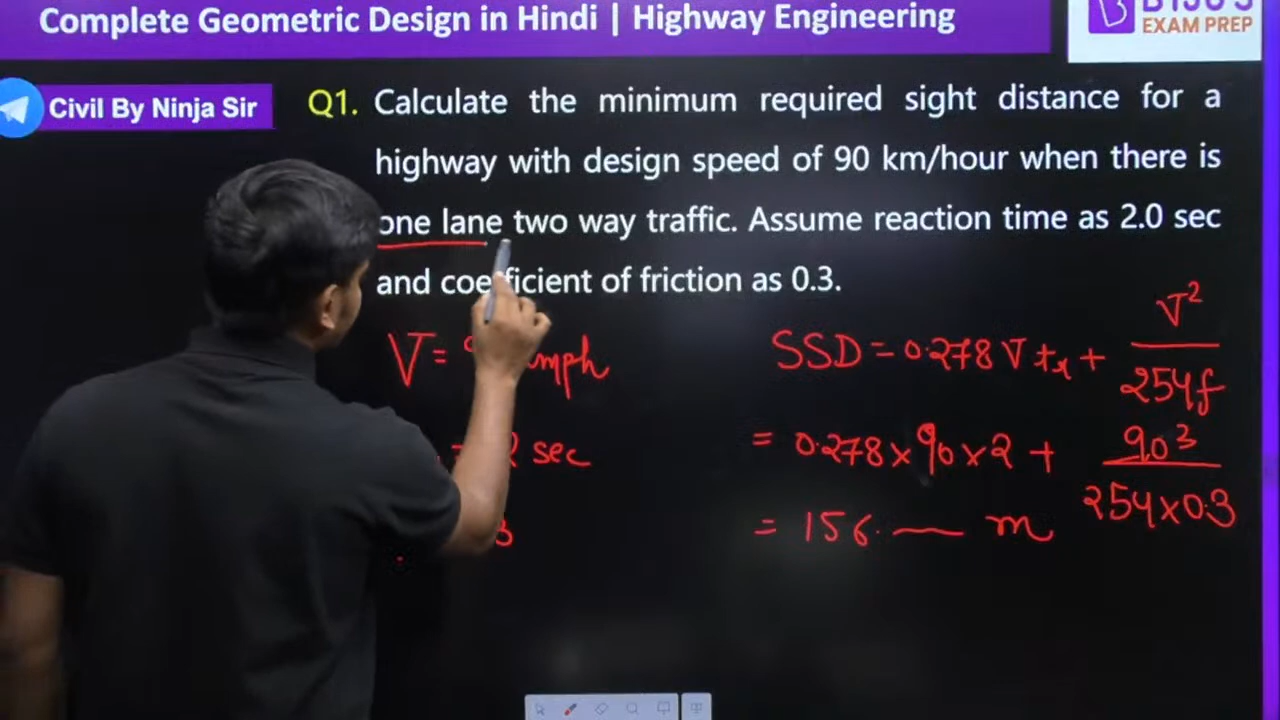 Complete Geometric Design in Hindi | Highway Engineering
BYJU'S
EXAM PREP
Civil By Ninja Sir
Q1. Calculate the minimum required sight distance for a
highway with design speed of 90 km/hour when there is
one lane two way traffic. Assume reaction time as 2.0 sec
and coefficient of friction as 0.3.
V = mph
= 2 sec
3
SSD = 0.278 V tr + V² / 254f
= 0.278 × 90 × 2 + 90² / 254×0.3
= 156. m